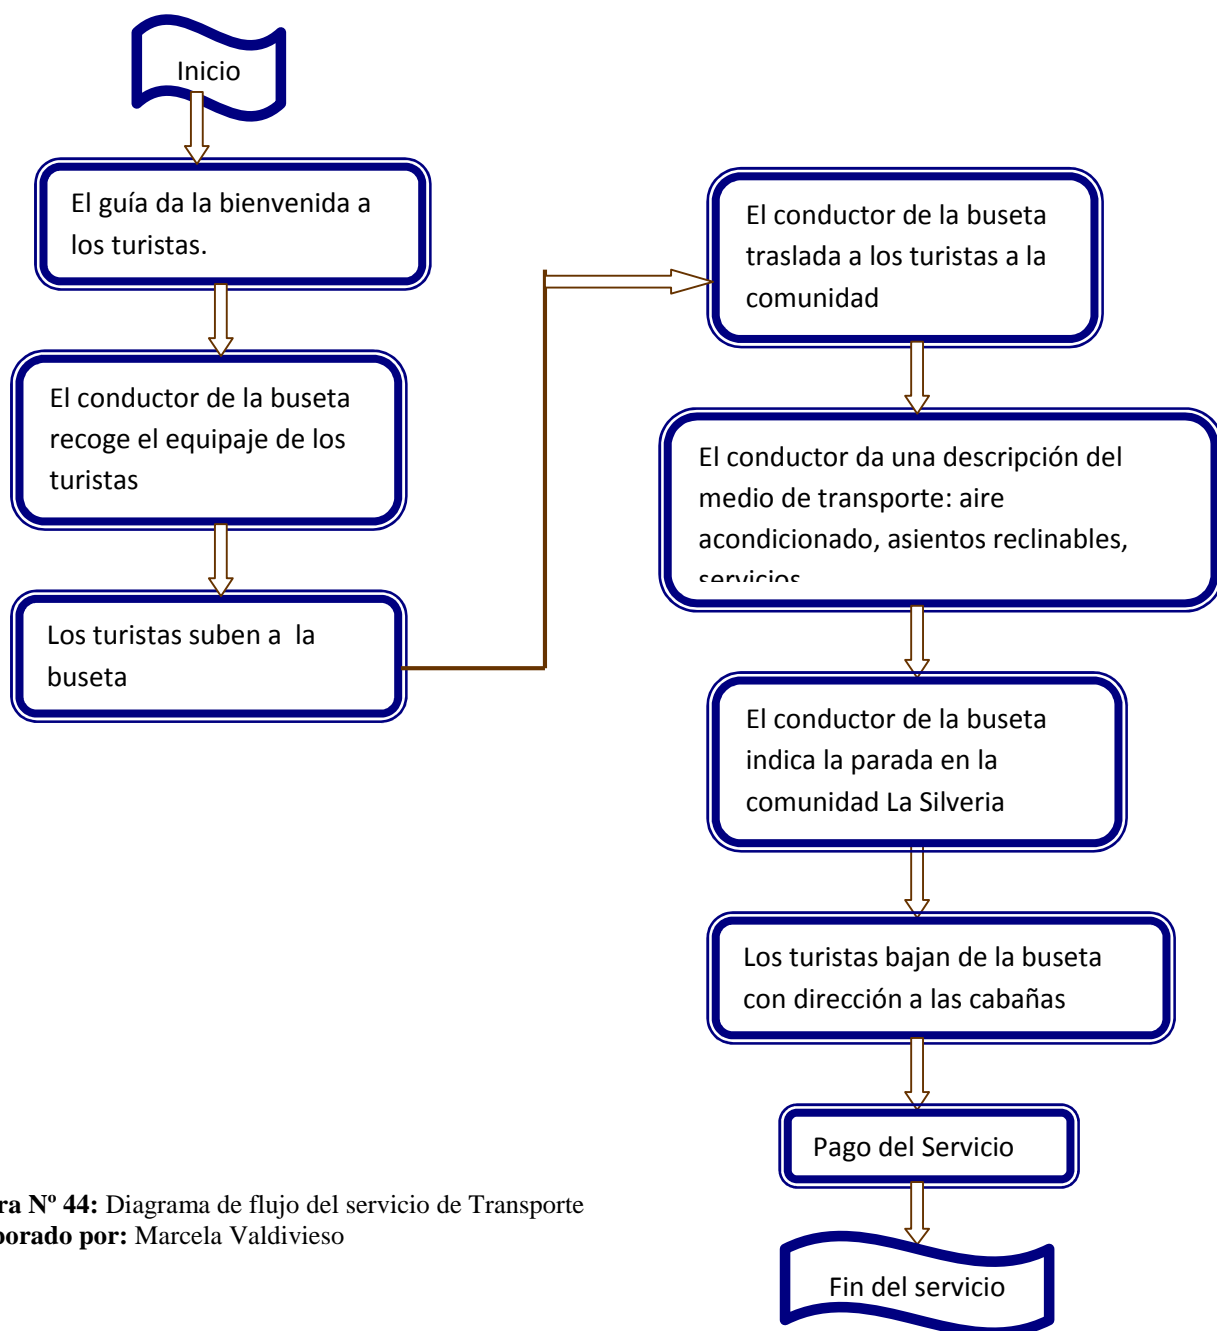 Inicio
El guía da la bienvenida a
los turistas.
El conductor de la buseta
recoge el equipaje de los
turistas
Los turistas suben a la
buseta
El conductor de la buseta
traslada a los turistas a la
comunidad
El conductor da una descripción del
medio de transporte: aire
acondicionado, asientos reclinables,
servicios
El conductor de la buseta
indica la parada en la
comunidad La Silveria
Los turistas bajan de la buseta
con dirección a las cabañas
Pago del Servicio
Fin del servicio
ra Nº 44: Diagrama de flujo del servicio de Transporte
borado por: Marcela Valdivieso